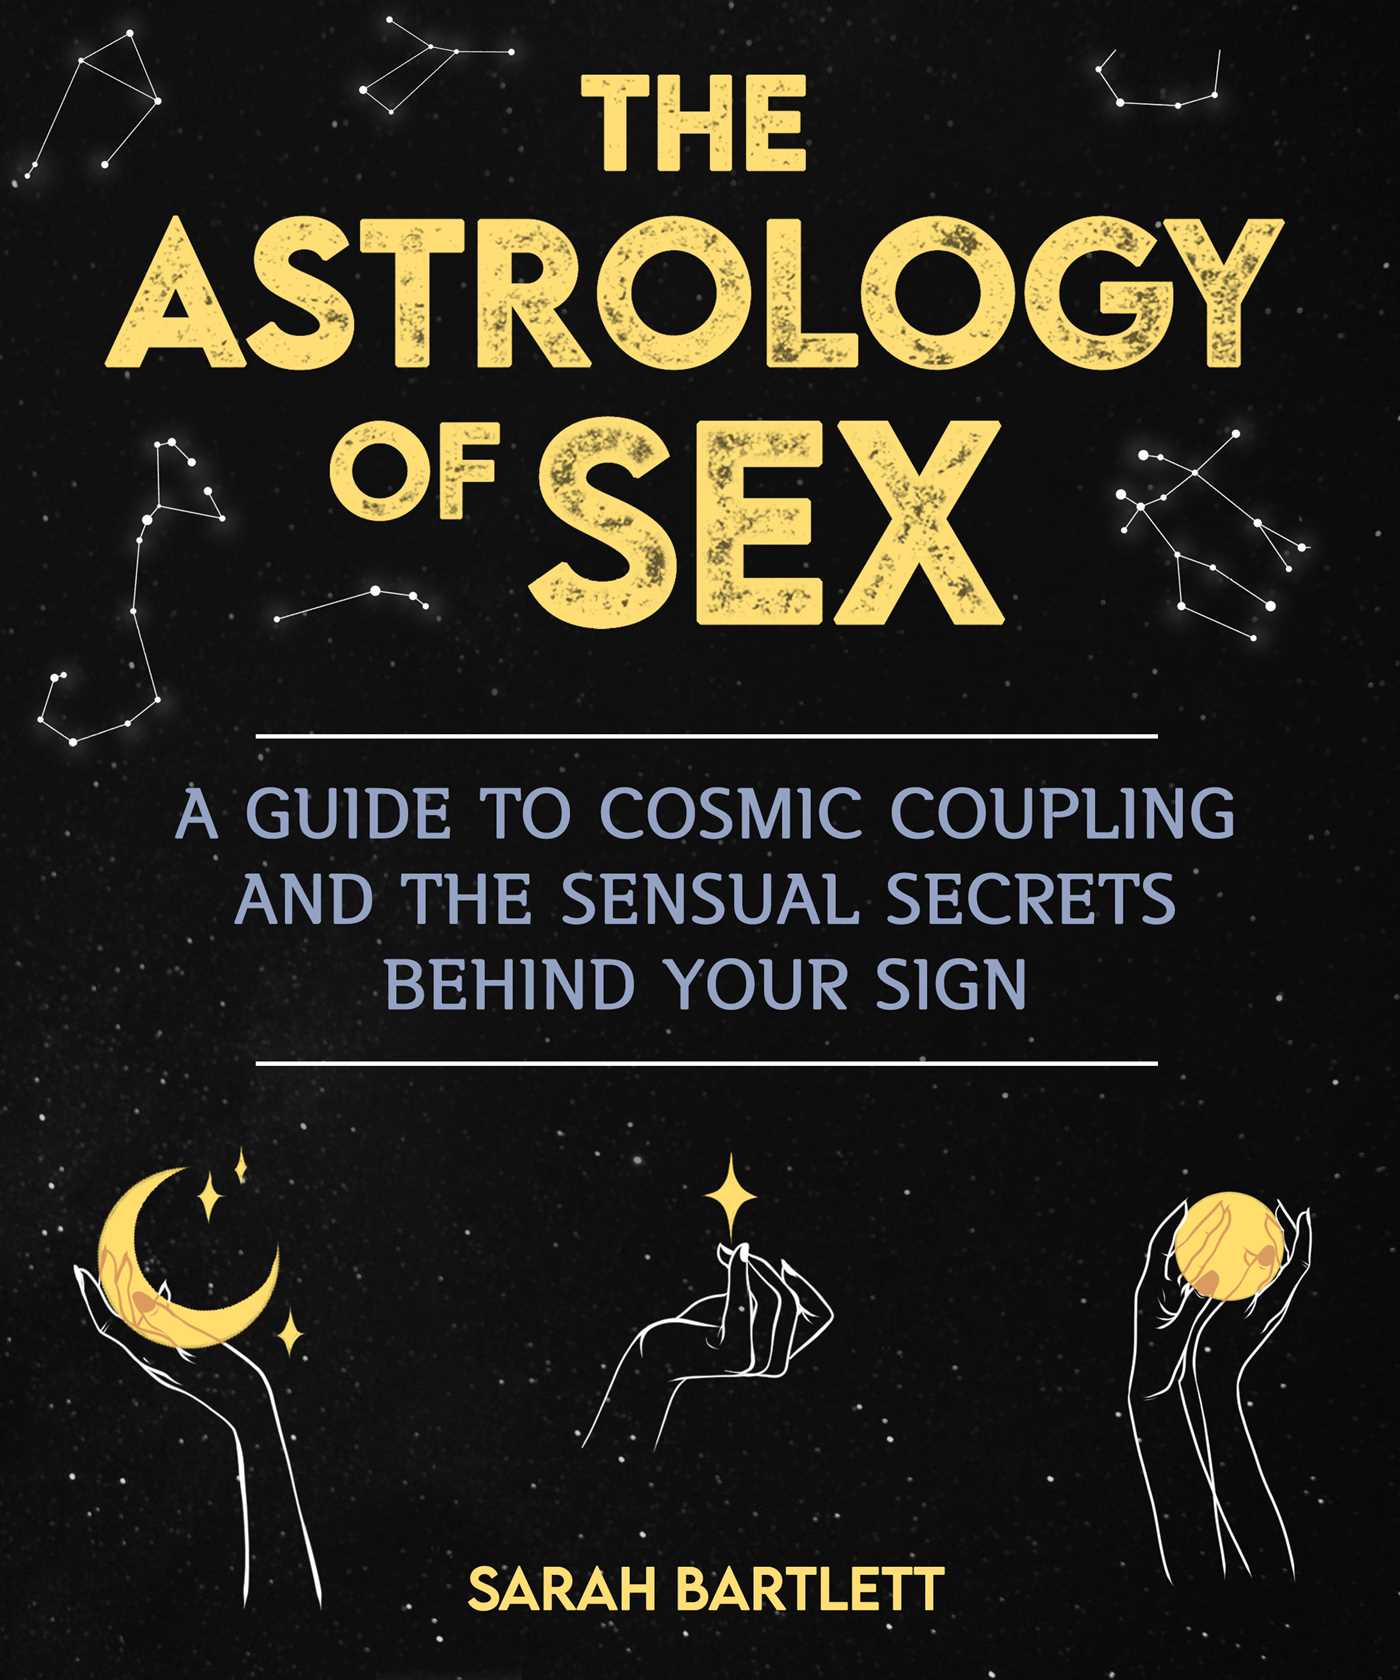 THE
ASTROLOGY
OF SEX
A GUIDE TO COSMIC COUPLING
AND THE SENSUAL SECRETS
BEHIND YOUR SIGN
SARAH BARTLETT